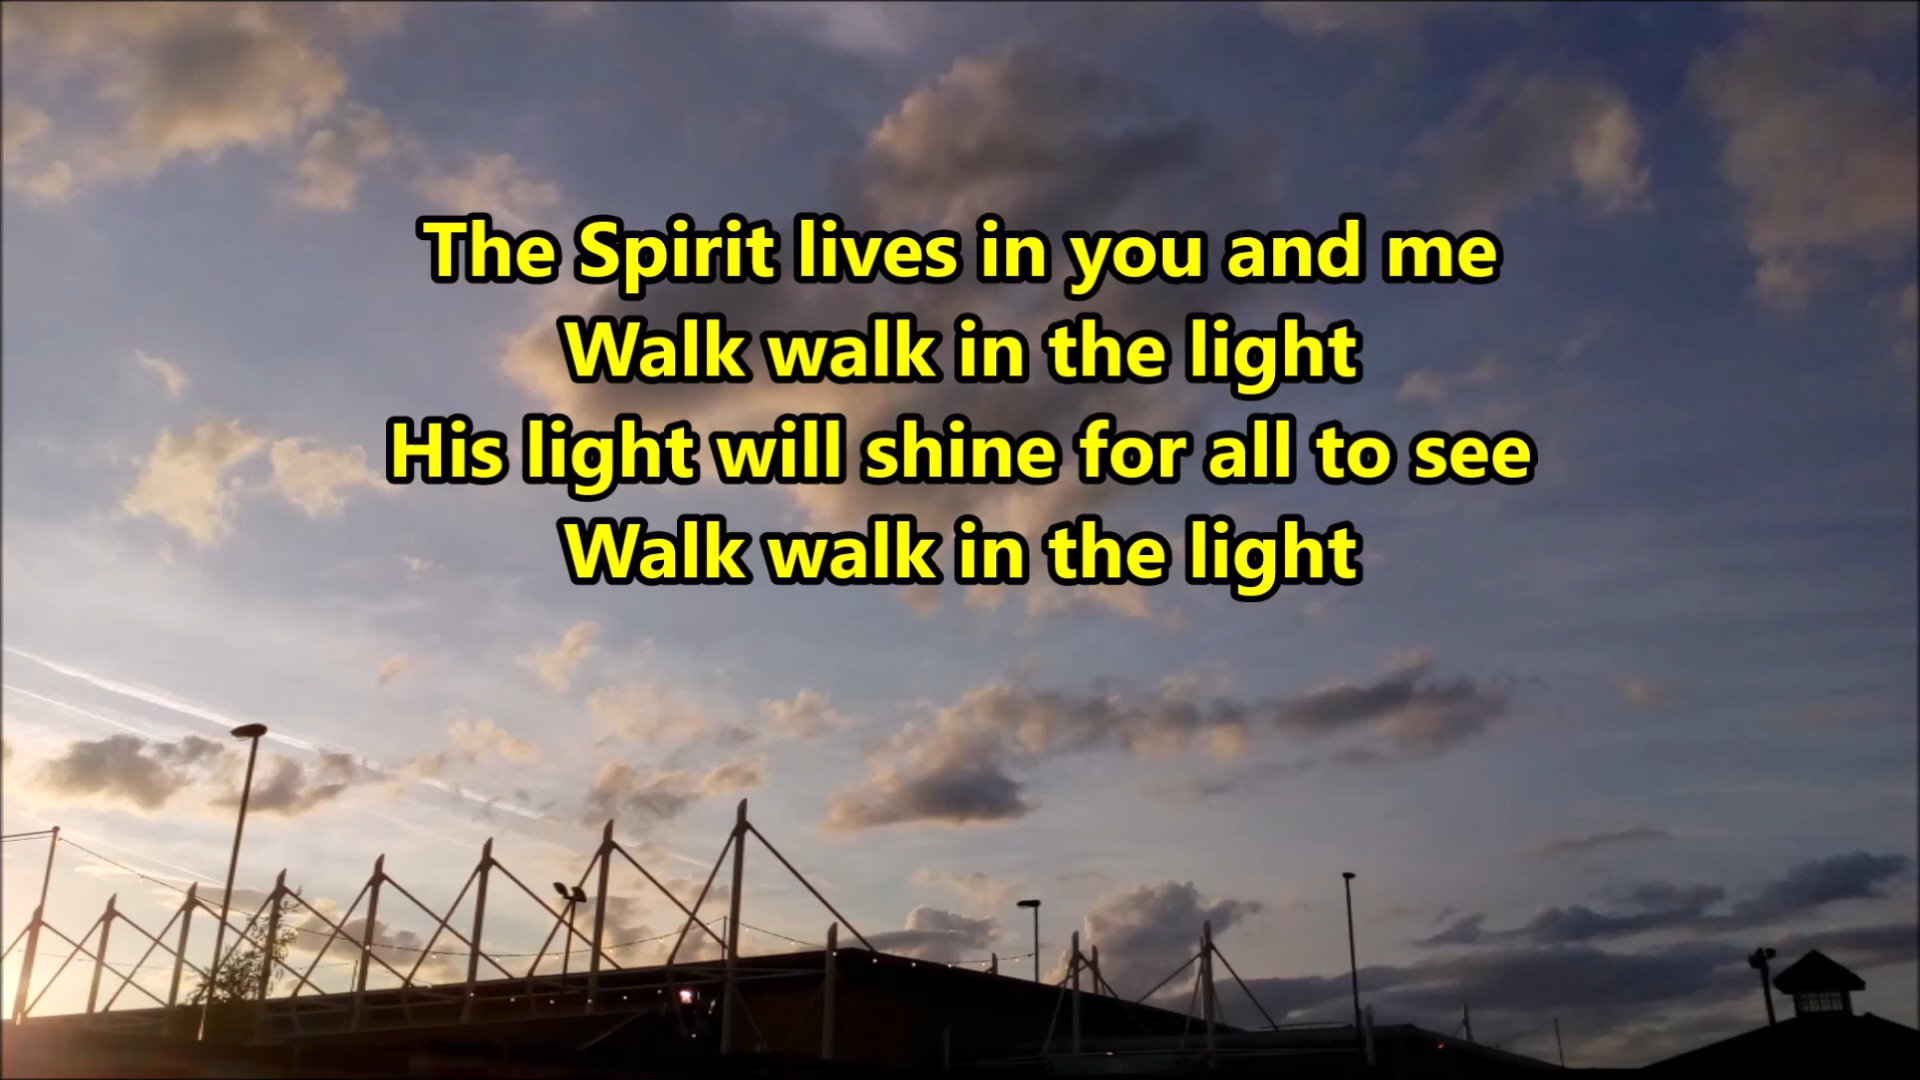 The Spirit lives in you and me
Walk walk in the light
His light will shine for all to see
Walk walk in the light